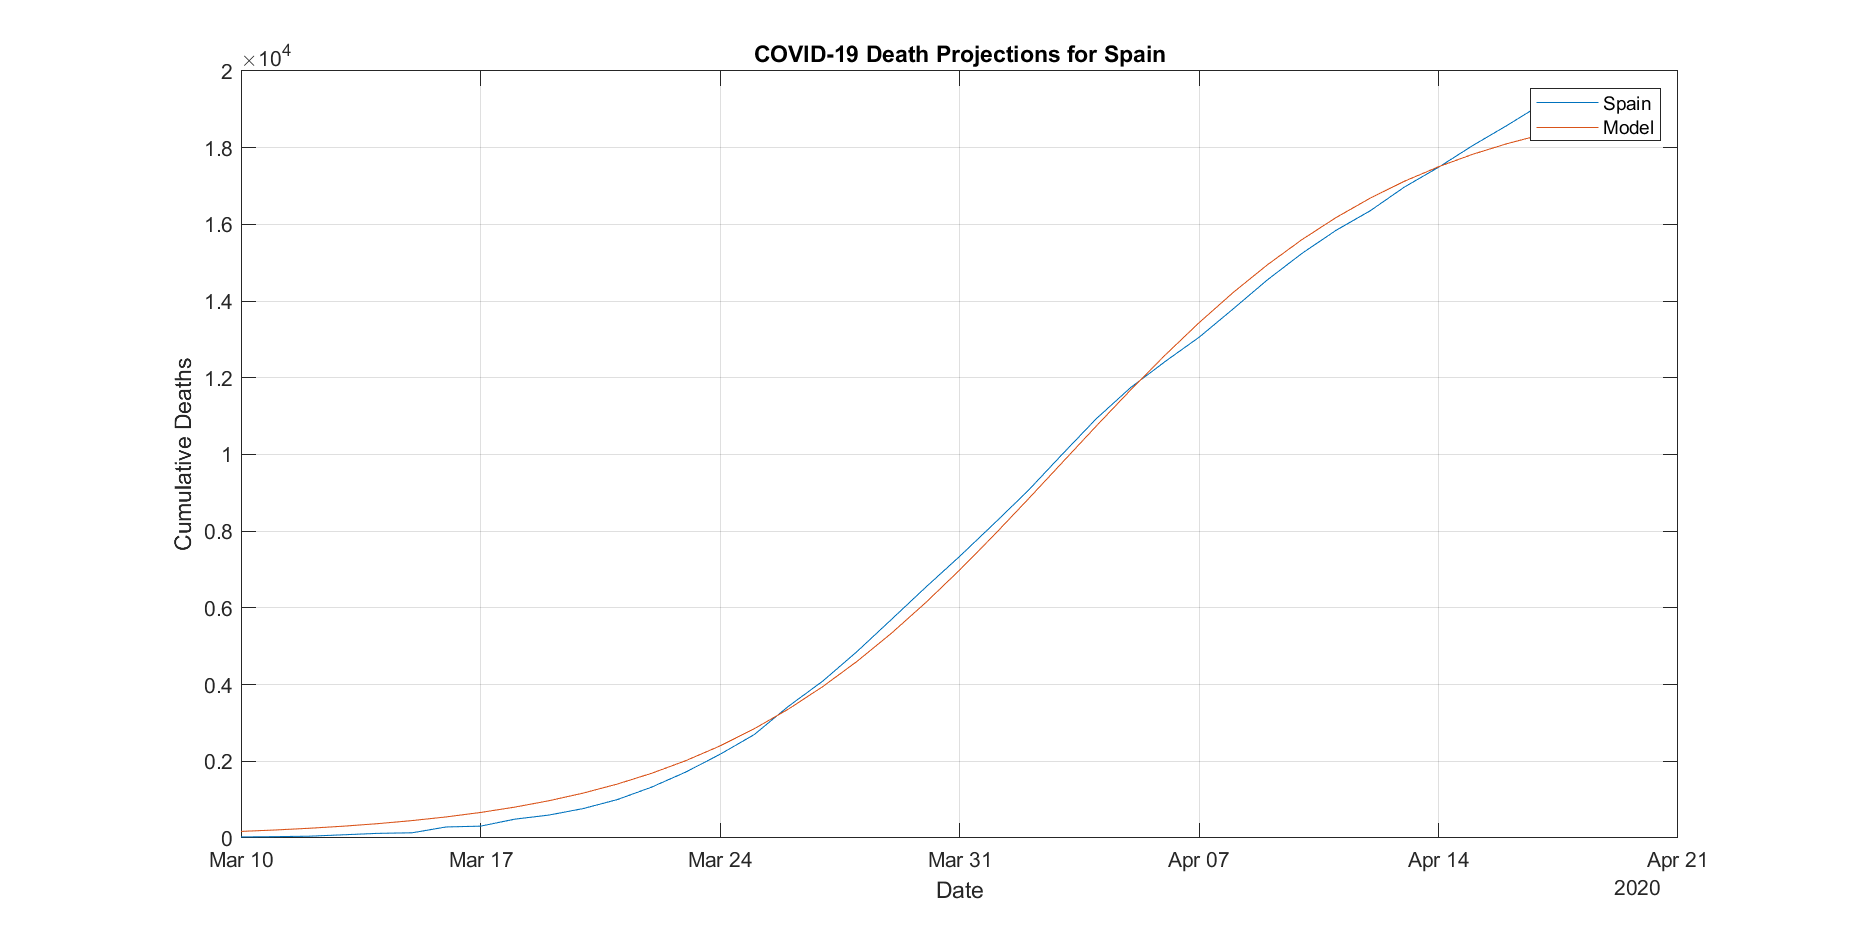 COVID-19 Death Projections for Spain
×10⁴
2
1.8
1.6
1.4
1.2
1
0.8
0.6
0.4
0.2
0
Cumulative Deaths
Spain
Model
Mar 10 Mar 17 Mar 24 Mar 31 Apr 07 Apr 14 Apr 21
2020
Date